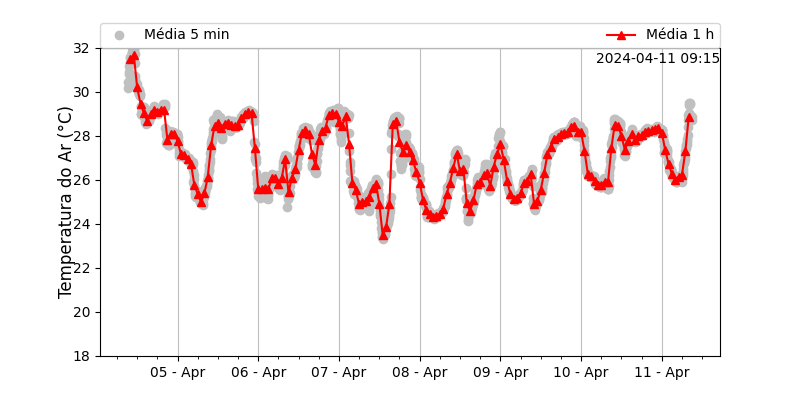 Média 5 min
Média 1 h
2024-04-11 09:15
Temperatura do Ar (°C)
32
30
28
26
24
22
20
18
05 - Apr
06 - Apr
07 - Apr
08 - Apr
09 - Apr
10 - Apr
11 - Apr